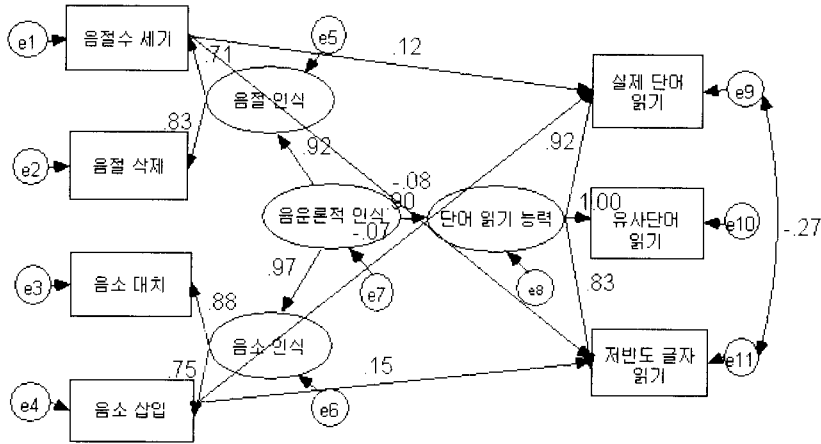 e1
음절수 세기
.71
e5
.12
실제 단어
읽기
e9
음절 인식
.83
.92
.92
e2
음절 삭제
-.08
.90
1.00
음운론적 인식
단어 읽기 능력
유사단어
읽기
e10
-.07
-.27
e3
음소 대치
.88
.97
e7
e8
.83
음소 인식
저반도 글자
읽기
e11
.75
.15
e4
음소 삽입
e6